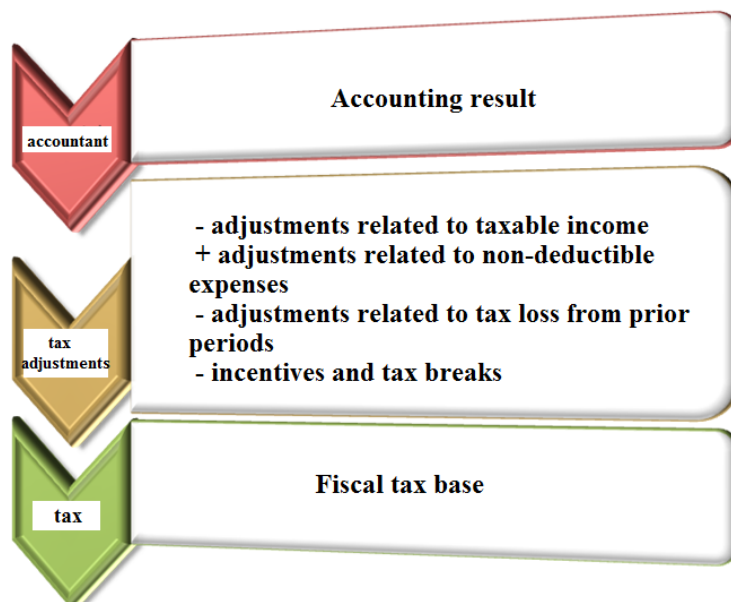 Accounting result
accountant
- adjustments related to taxable income
+ adjustments related to non-deductible
expenses
- adjustments related to tax loss from prior
periods
- incentives and tax breaks
tax
adjustments
Fiscal tax base
tax